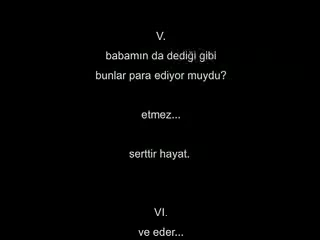 V.
babamın da dediği gibi
bunlar para ediyor muydu?
etmez...
serttir hayat.
VI.
ve eder...